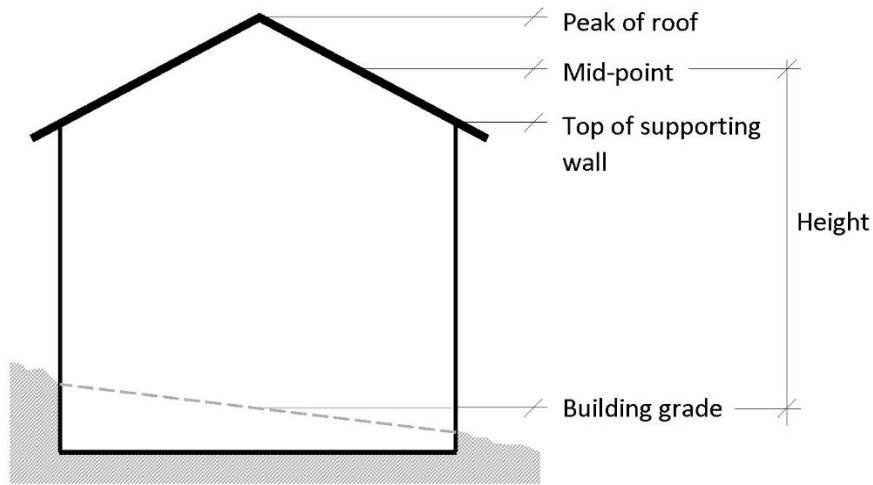 Peak of roof
Mid-point
Top of supporting
wall
Height
Building grade